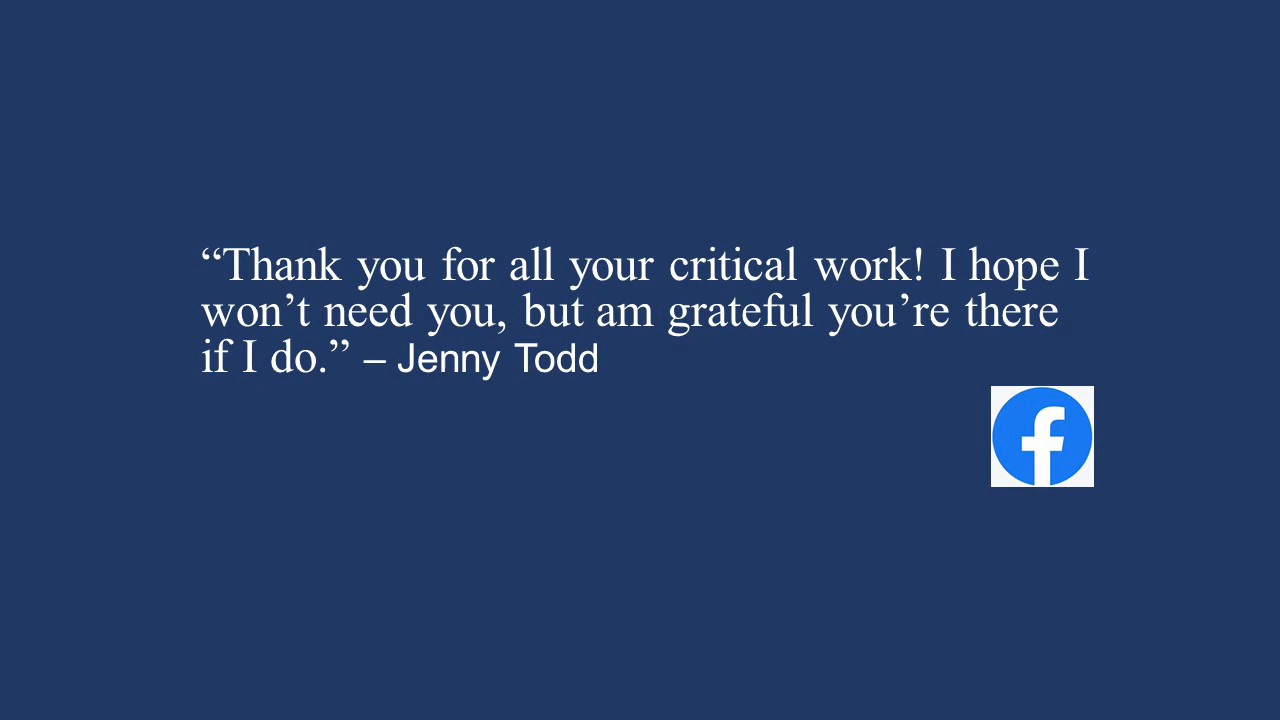 “Thank you for all your critical work! I hope I
won’t need you, but am grateful you’re there
if I do.” – Jenny Todd